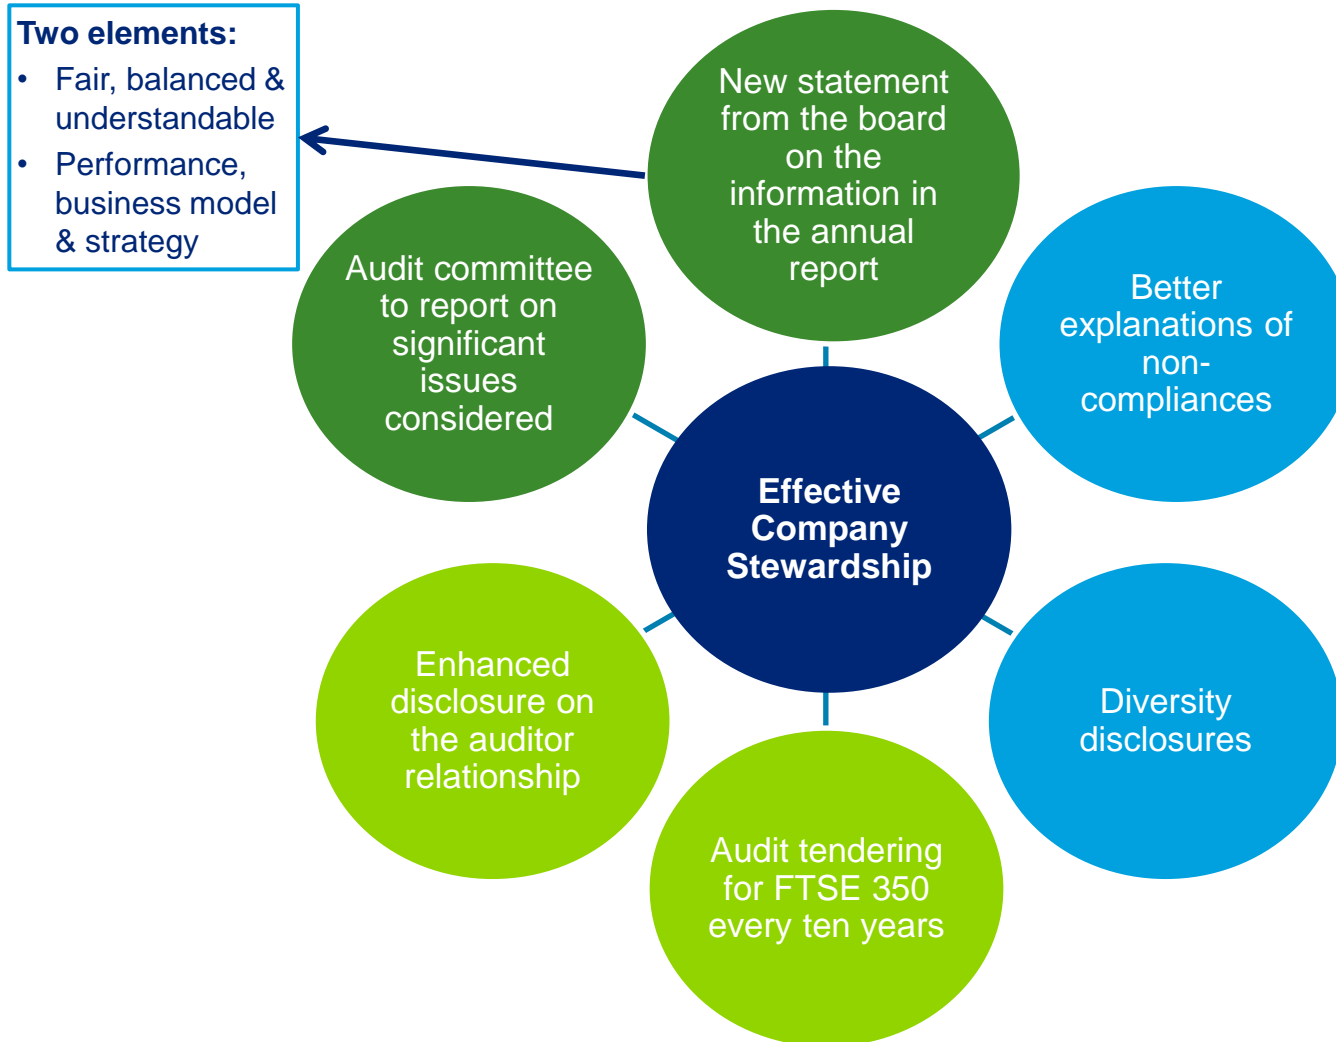 Two elements:
• Fair, balanced &
understandable
• Performance,
business model
& strategy
New statement
from the board
on the
information in
the annual
report
Audit committee
to report on
significant
issues
considered
Better
explanations of
non-
compliances
Effective
Company
Stewardship
Enhanced
disclosure on
the auditor
relationship
Diversity
disclosures
Audit tendering
for FTSE 350
every ten years